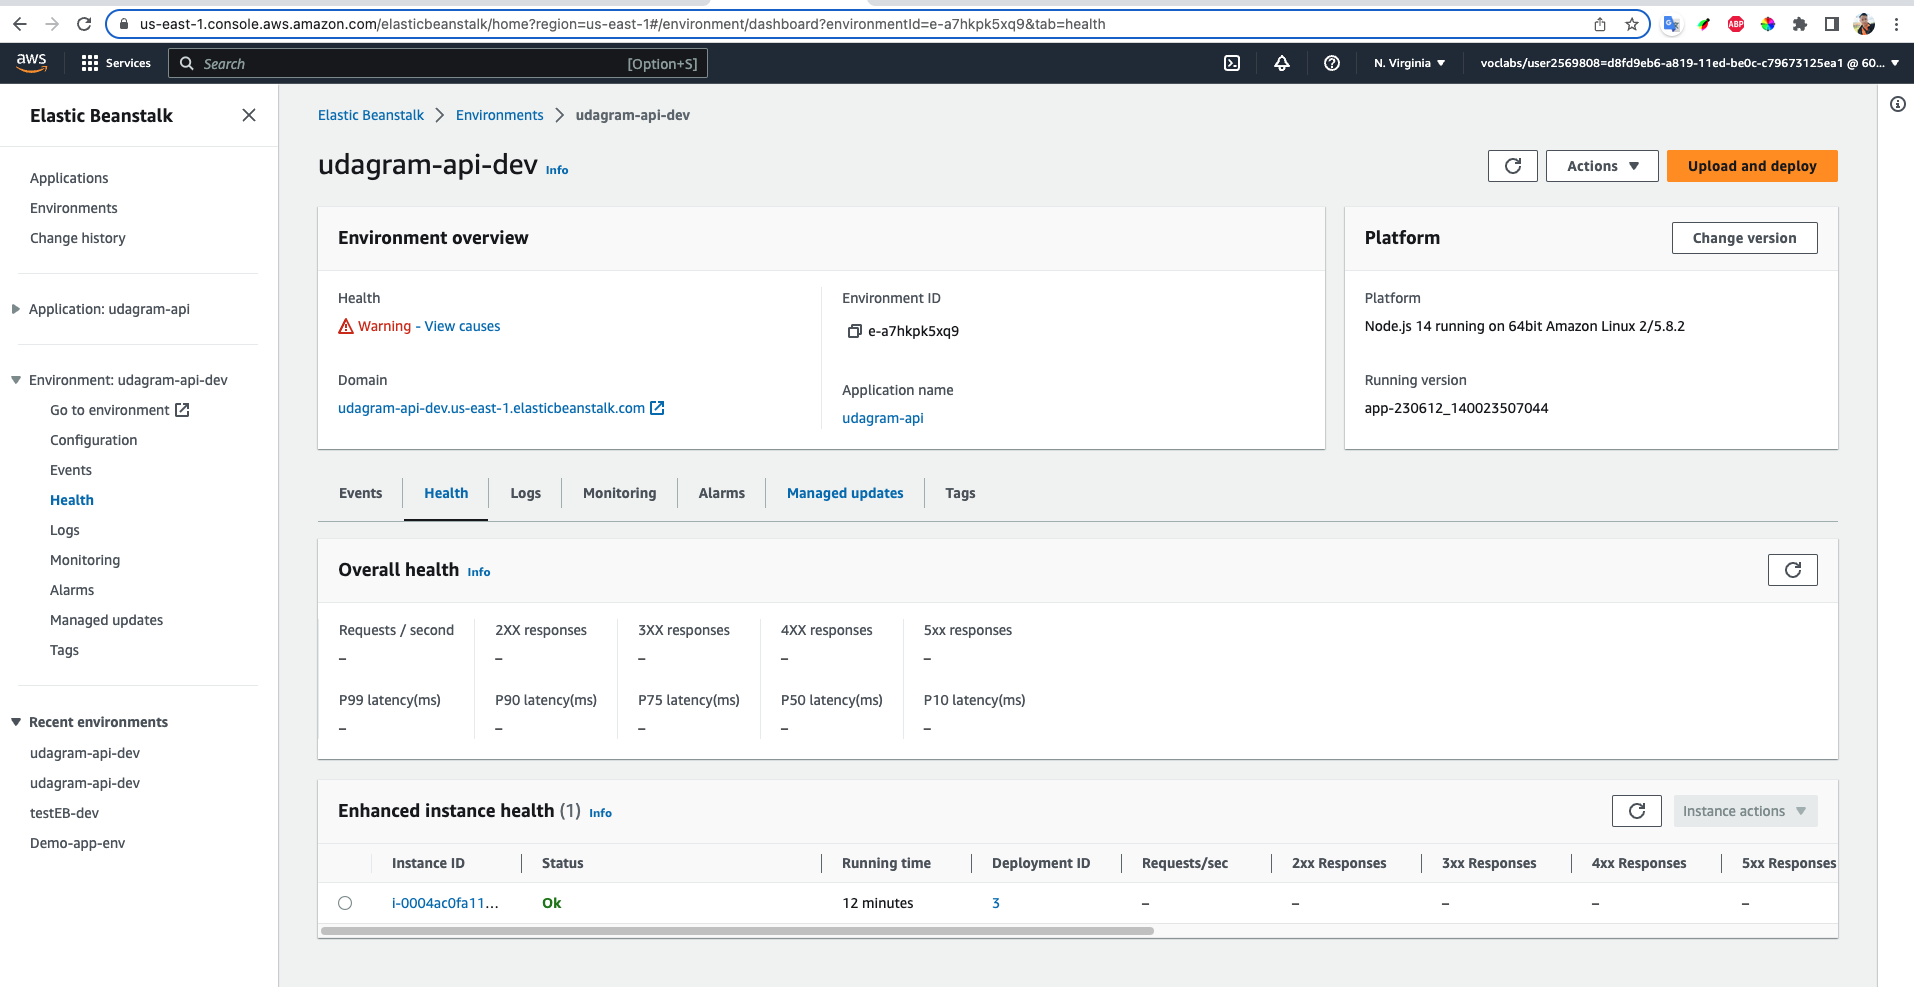 us-east-1.console.aws.amazon.com/elasticbeanstalk/home?region=us-east-1#/environment/dashboard?environmentId=e-a7hkpk5xq9&tab=health
ABP
aws Services Search [Option+S] N. Virginia ▼ voclabs/user2569808=d8fd9eb6-a819-11ed-be0c-c79673125ea1 @ 60... ▼
Elastic Beanstalk
Applications
Environments
Change history
Application: udagram-api
Environment: udagram-api-dev
Go to environment
Configuration
Events
Health
Logs
Monitoring
Alarms
Managed updates
Tags
Recent environments
udagram-api-dev
udagram-api-dev
testEB-dev
Demo-app-env
Elastic Beanstalk > Environments > udagram-api-dev
udagram-api-dev Info
Actions ▼ Upload and deploy
Environment overview
Health
Warning - View causes
Domain
udagram-api-dev.us-east-1.elasticbeanstalk.com
Environment ID
e-a7hkpk5xq9
Application name
udagram-api
Platform Change version
Platform
Node.js 14 running on 64bit Amazon Linux 2/5.8.2
Running version
app-230612_140023507044
Events Health Logs Monitoring Alarms Managed updates Tags
Overall health Info
Requests / second 2XX responses 3XX responses 4XX responses 5xx responses
– – – – –
P99 latency(ms) P90 latency(ms) P75 latency(ms) P50 latency(ms) P10 latency(ms)
– – – – –
Enhanced instance health (1) Info
Instance actions ▼
Instance ID Status Running time Deployment ID Requests/sec 2xx Responses 3xx Responses 4xx Responses 5xx Responses
i-0004ac0fa11... Ok 12 minutes 3 – – – – –